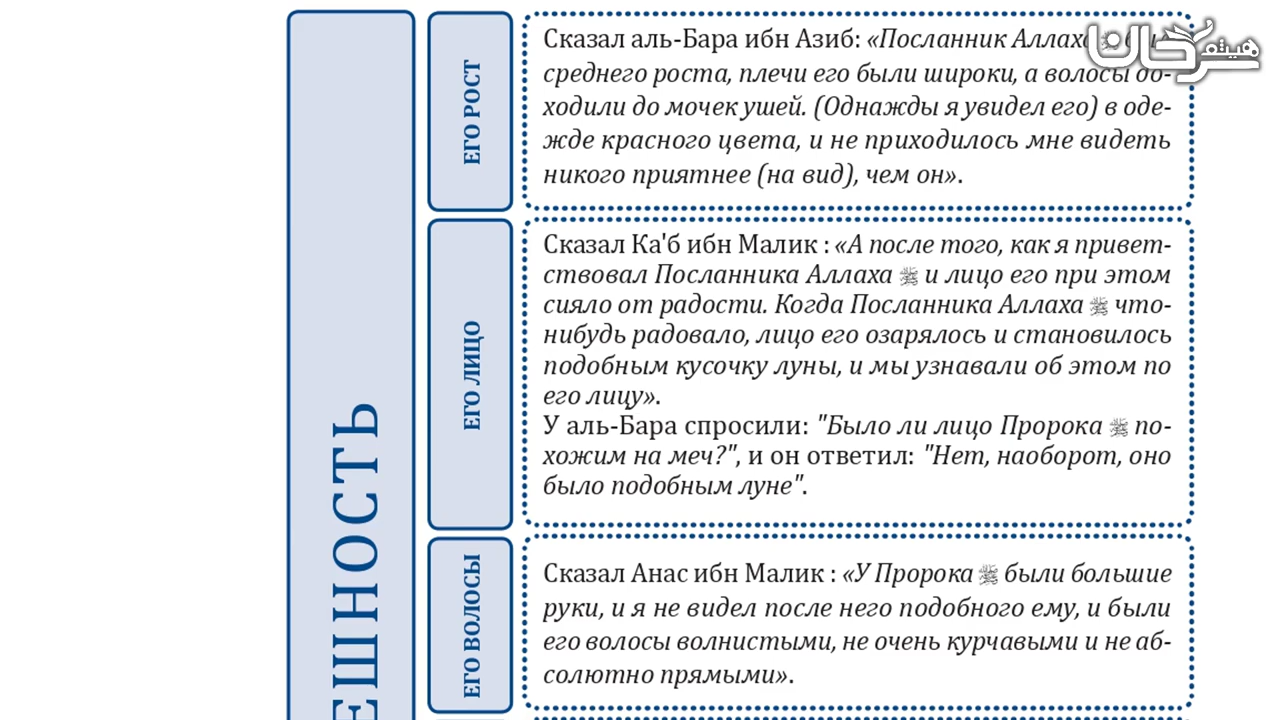 ЕШНОСТЬ
ЕГО РОСТ
Сказал аль-Бара ибн Азиб: «Посланник Аллаха ﷺ
среднего роста, плечи его были широки, а волосы до-
ходили до мочек ушей. (Однажды я увидел его) в оде-
жде красного цвета, и не приходилось мне видеть
никого приятнее (на вид), чем он».
ЕГО ЛИЦО
Сказал Ка'б ибн Малик : «А после того, как я привет-
ствовал Посланника Аллаха ﷺ и лицо его при этом
сияло от радости. Когда Посланника Аллаха ﷺ что-
нибудь радовало, лицо его озарялось и становилось
подобным кусочку луны, и мы узнавали об этом по
его лицу».
У аль-Бара спросили: "Было ли лицо Пророка ﷺ по-
хожим на меч?", и он ответил: "Нет, наоборот, оно
было подобным луне".
ЕГО ВОЛОСЫ
Сказал Анас ибн Малик : «У Пророка ﷺ были большие
руки, и я не видел после него подобного ему, и были
его волосы волнистыми, не очень курчавыми и не аб-
солютно прямыми».
هيثم سرحان